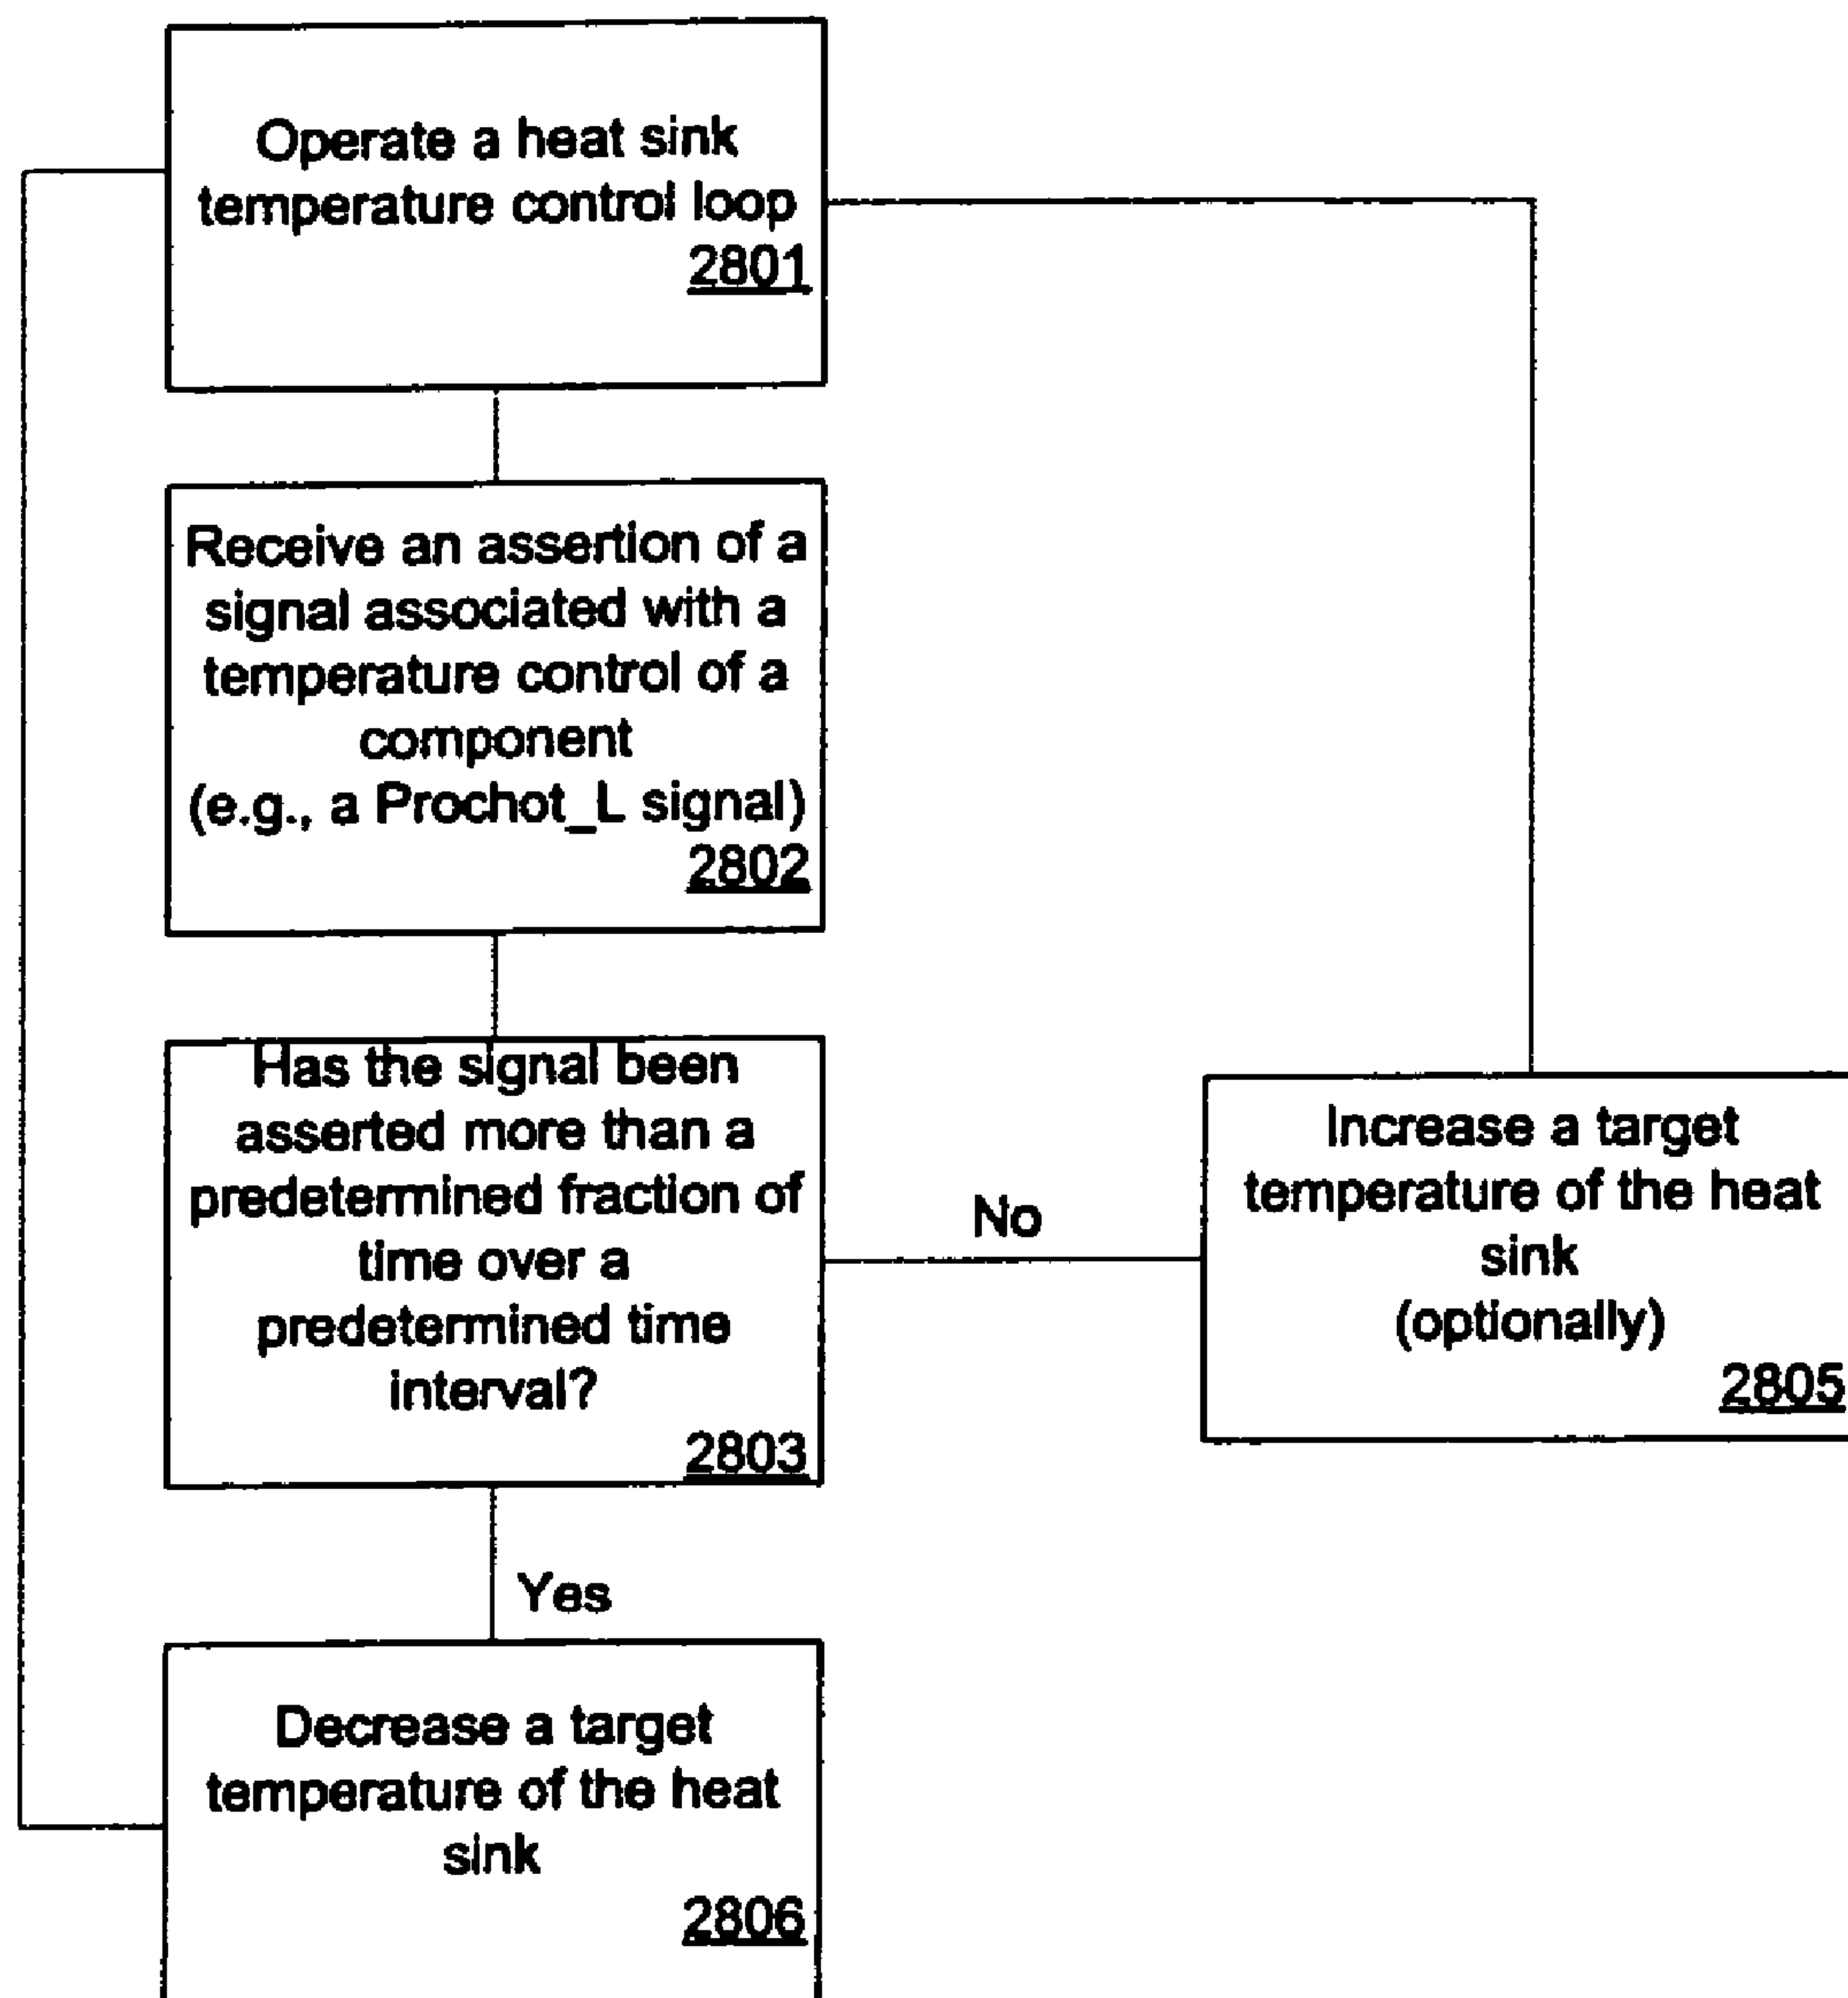 Operate a heat sink
temperature control loop
2801
Receive an assertion of a
signal associated with a
temperature control of a
component
(e.g., a Prochot_L signal)
2802
Has the signal been
asserted more than a
predetermined fraction of
time over a
predetermined time
interval?
2803
No
Increase a target
temperature of the heat
sink
(optionally)
2805
Yes
Decrease a target
temperature of the heat
sink
2806